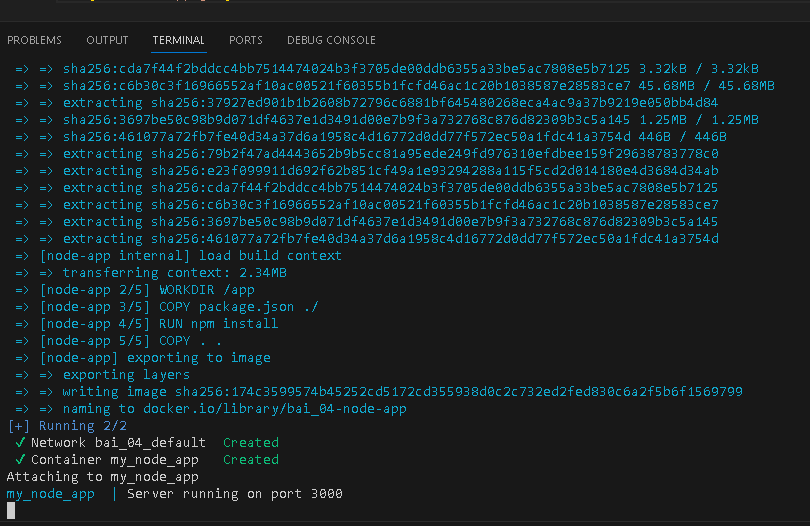 PROBLEMS OUTPUT TERMINAL PORTS DEBUG CONSOLE
=> => sha256:cda7f44f2bddcc4bb7514474024b3f3705de00ddb6355a33be5ac7808e5b7125 3.32kB / 3.32kB
=> => sha256:c6b30c3f16966552af10ac00521f60355b1fcfd46ac1c20b1038587e28583ce7 45.68MB / 45.68MB
=> => extracting sha256:37927ed901b1b2608b72796c6881bf645480268eca4ac9a37b9219e050bb4d84
=> => sha256:3697be50c98b9d071df4637e1d3491d00e7b9f3a732768c876d82309b3c5a145 1.25MB / 1.25MB
=> => sha256:461077a72fb7fe40d34a37d6a1958c4d16772d0dd77f572ec50a1fdc41a3754d 446B / 446B
=> => extracting sha256:79b2f47ad4443652b9b5cc81a95ede249fd976310efdbee159f29638783778c0
=> => extracting sha256:e23f099911d692f62b851cf49a1e93294288a115f5cd2d014180e4d3684d34ab
=> => extracting sha256:cda7f44f2bddcc4bb7514474024b3f3705de00ddb6355a33be5ac7808e5b7125
=> => extracting sha256:c6b30c3f16966552af10ac00521f60355b1fcfd46ac1c20b1038587e28583ce7
=> => extracting sha256:3697be50c98b9d071df4637e1d3491d00e7b9f3a732768c876d82309b3c5a145
=> => extracting sha256:461077a72fb7fe40d34a37d6a1958c4d16772d0dd77f572ec50a1fdc41a3754d
=> [node-app internal] load build context
=> => transferring context: 2.34MB
=> [node-app 2/5] WORKDIR /app
=> [node-app 3/5] COPY package.json ./
=> [node-app 4/5] RUN npm install
=> [node-app 5/5] COPY . .
=> [node-app] exporting to image
=> => exporting layers
=> => writing image sha256:174c3599574b45252cd5172cd355938d0c2c732ed2fed830c6a2f5b6f1569799
=> => naming to docker.io/library/bai_04-node-app
[+] Running 2/2
✓ Network bai_04_default Created
✓ Container my_node_app Created
Attaching to my_node_app
my_node_app | Server running on port 3000